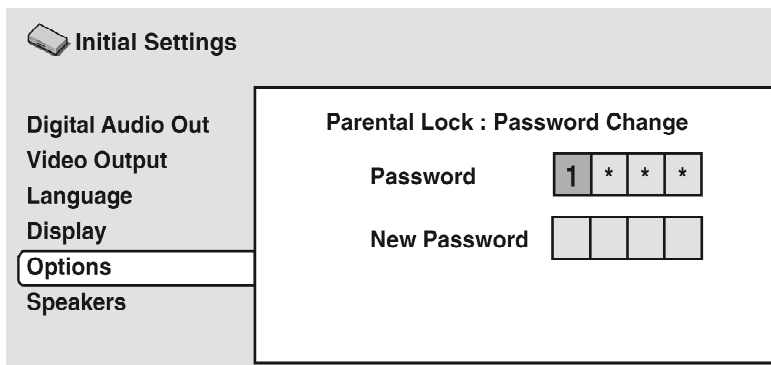 Initial Settings
Digital Audio Out
Video Output
Language
Display
Options
Speakers
Parental Lock : Password Change
Password 1 * * *
New Password